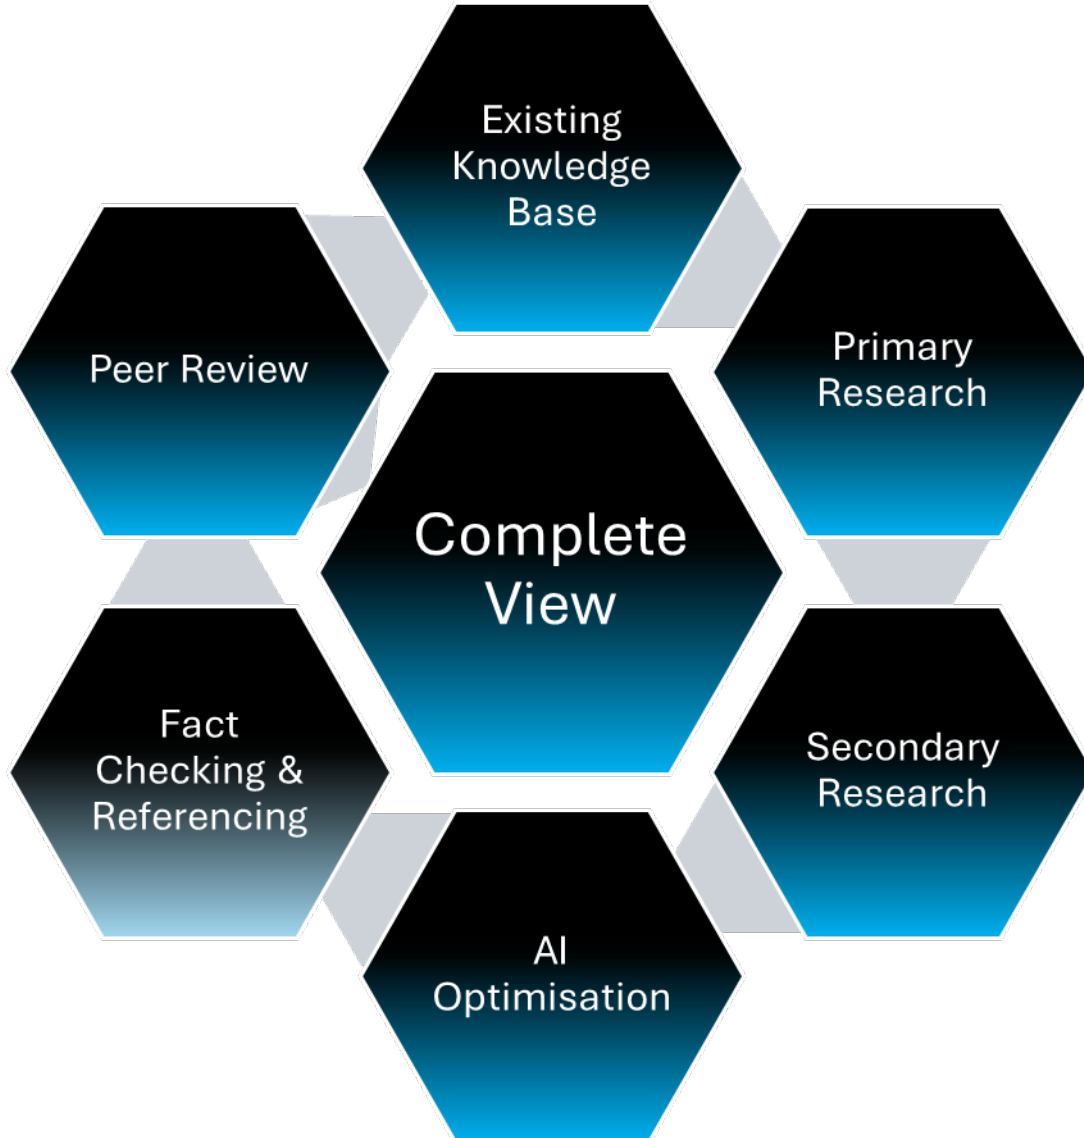 Existing
Knowledge
Base
Primary
Research
Secondary
Research
AI
Optimisation
Fact
Checking &
Referencing
Peer Review
Complete
View